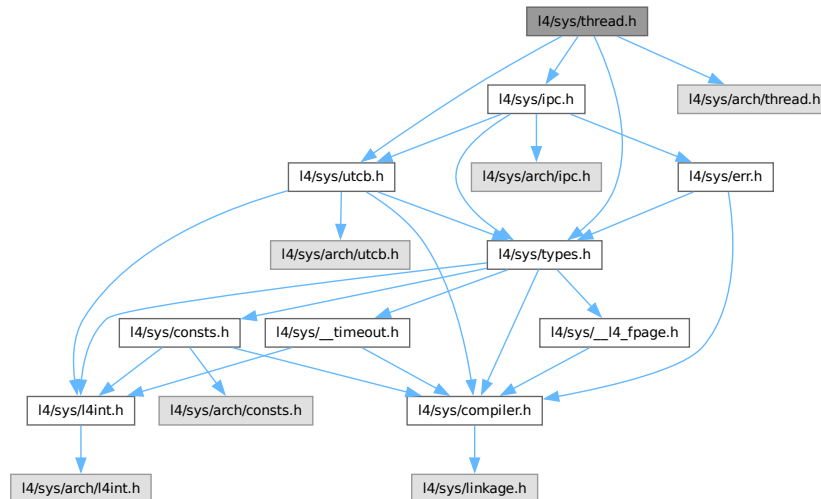 l4/sys/thread.h
l4/sys/ipc.h
l4/sys/arch/thread.h
l4/sys/utcb.h
l4/sys/arch/ipc.h
l4/sys/err.h
l4/sys/arch/utcb.h
l4/sys/types.h
l4/sys/consts.h
l4/sys/__timeout.h
l4/sys/__l4_fpage.h
l4/sys/l4int.h
l4/sys/arch/consts.h
l4/sys/compiler.h
l4/sys/arch/l4int.h
l4/sys/linkage.h